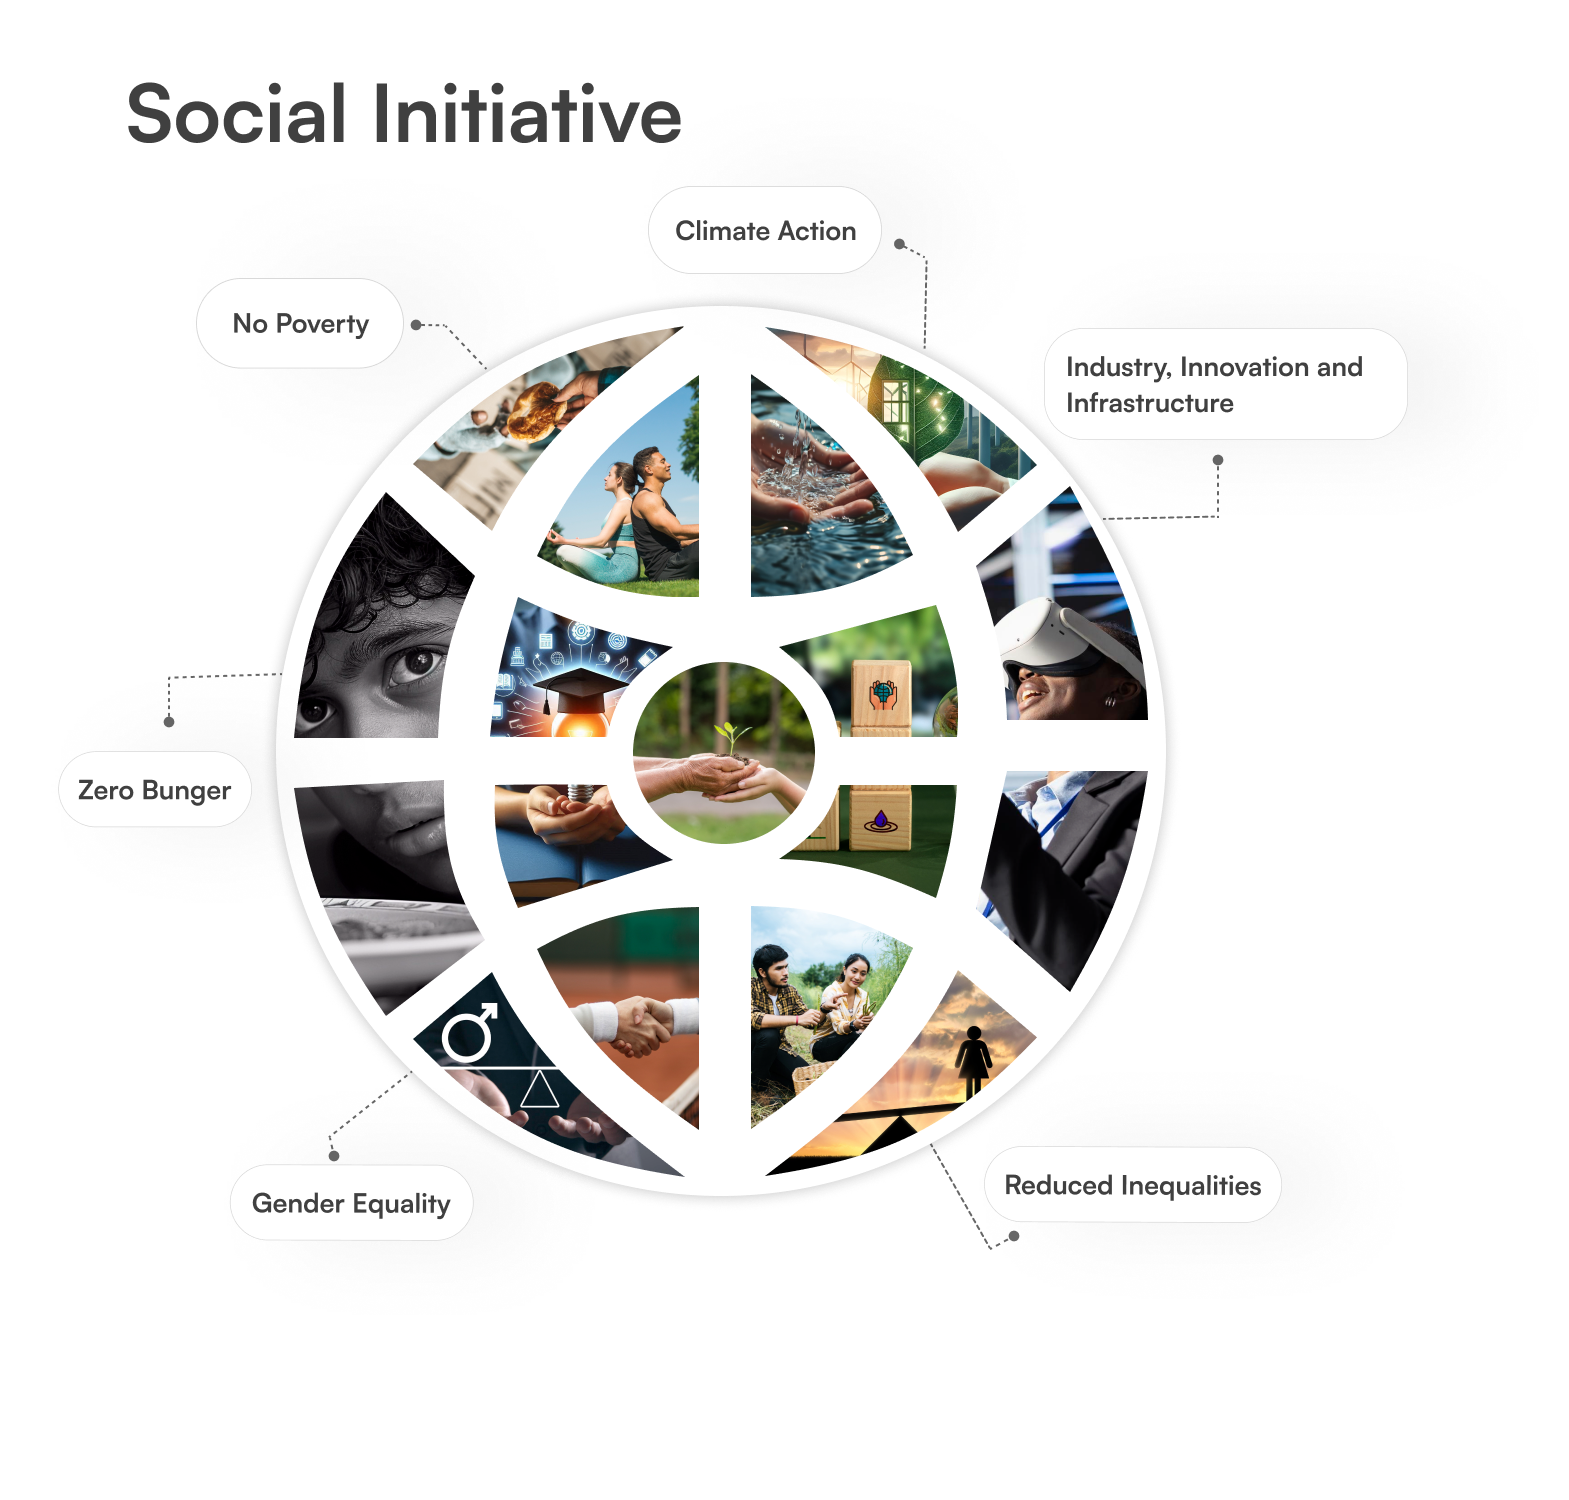 Social Initiative
Climate Action
No Poverty
Industry, Innovation and
Infrastructure
Zero Bunger
Gender Equality
Reduced Inequalities